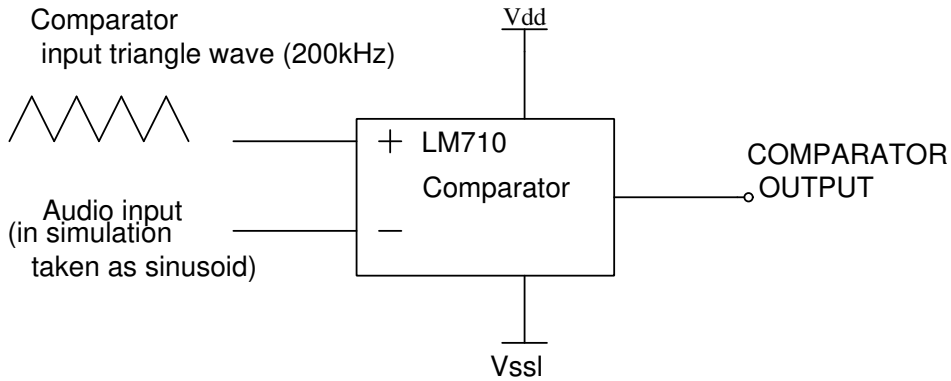 Comparator
input triangle wave (200kHz)
Vdd
+ LM710
Comparator
−
COMPARATOR
OUTPUT
Audio input
(in simulation
taken as sinusoid)
Vssl